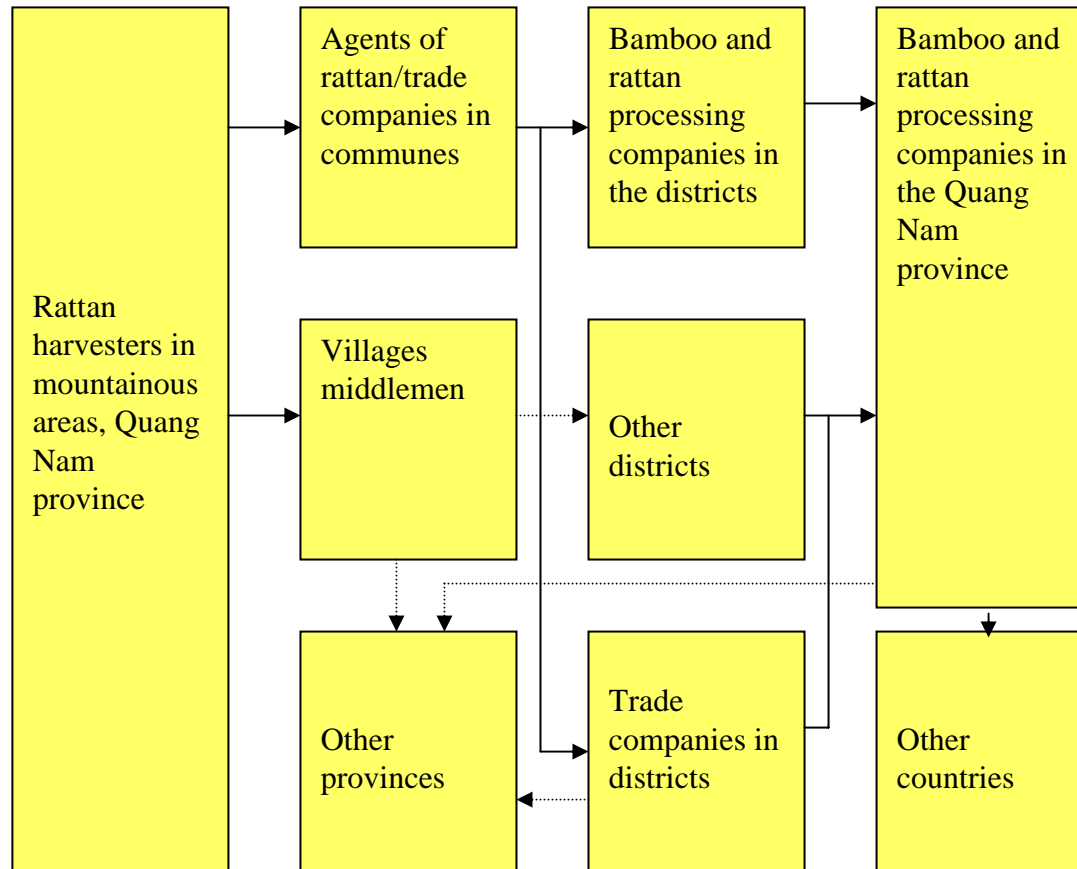 Rattan
harvesters in
mountainous
areas, Quang
Nam
province
Agents of
rattan/trade
companies in
communes
Bamboo and
rattan
processing
companies in
the districts
Bamboo and
rattan
processing
companies in
the Quang
Nam
province
Villages
middlemen
Other
districts
Other
provinces
Trade
companies in
districts
Other
countries